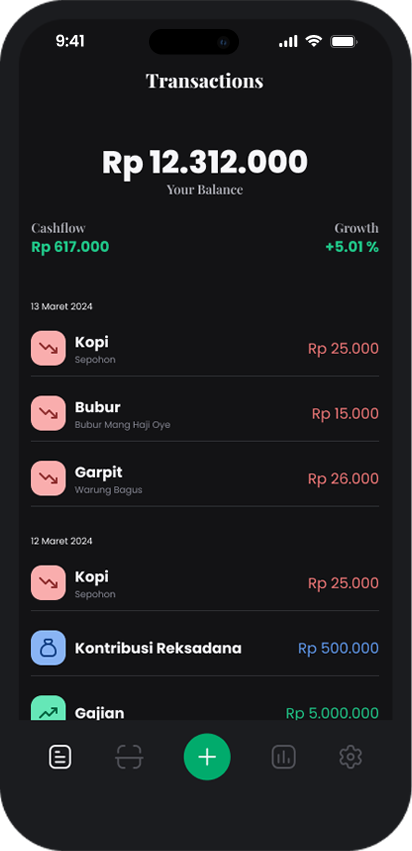 9:41
Transactions
Rp 12.312.000
Your Balance
Cashflow
Growth
Rp 617.000
+5.01 %
13 Maret 2024
Kopi
Sepohon
Rp 25.000
Bubur
Bubur Mang Haji Oye
Rp 15.000
Garpit
Warung Bagus
Rp 26.000
12 Maret 2024
Kopi
Sepohon
Rp 25.000
Kontribusi Reksadana
Rp 500.000
Gajian
Rp 5.000.000